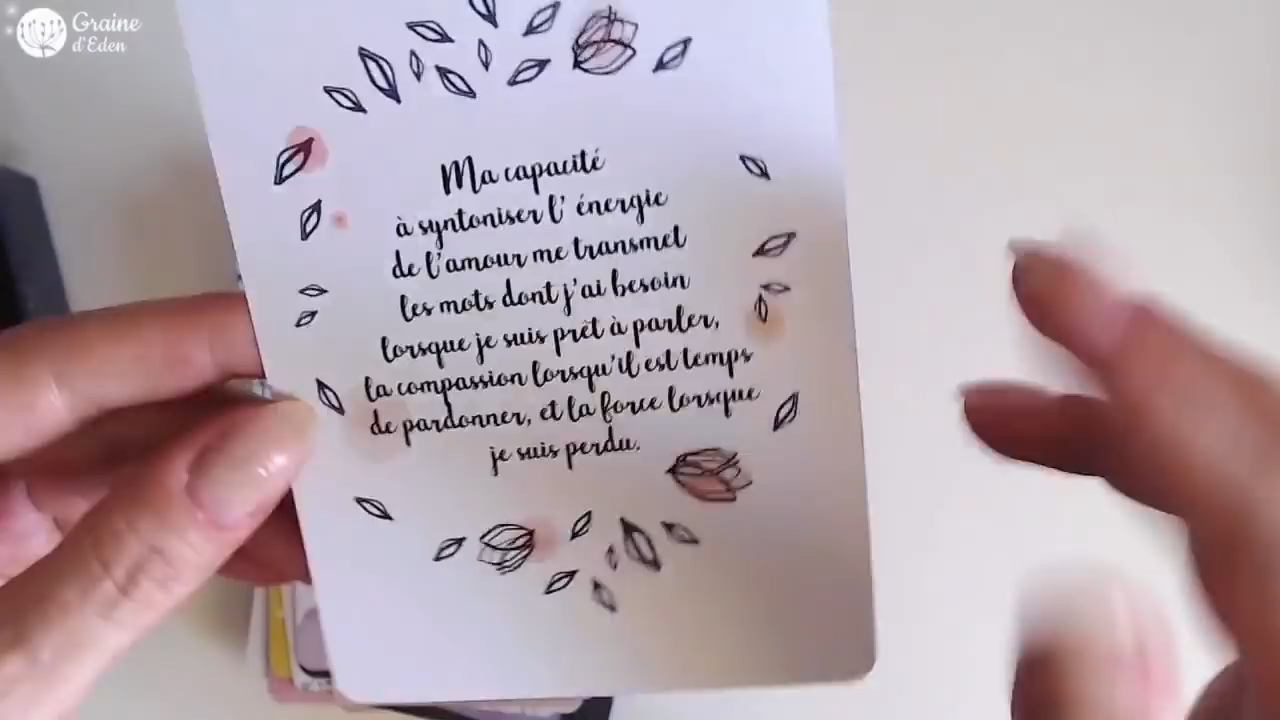 Graine
d'Eden
Ma capacité
à syntoniser l' énergie
de l'amour me transmet
les mots dont j'ai besoin
lorsque je suis prêt à parler,
la compassion lorsqu'il est temps
de pardonner, et la force lorsque
je suis perdu.